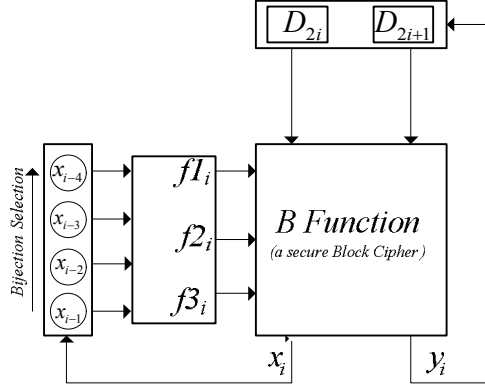 D_{2i} D_{2i+1}
Bijection Selection
x_{i-4}
x_{i-3}
x_{i-2}
x_{i-1}
f1_i
f2_i
f3_i
B Function
(a secure Block Cipher)
x_i y_i